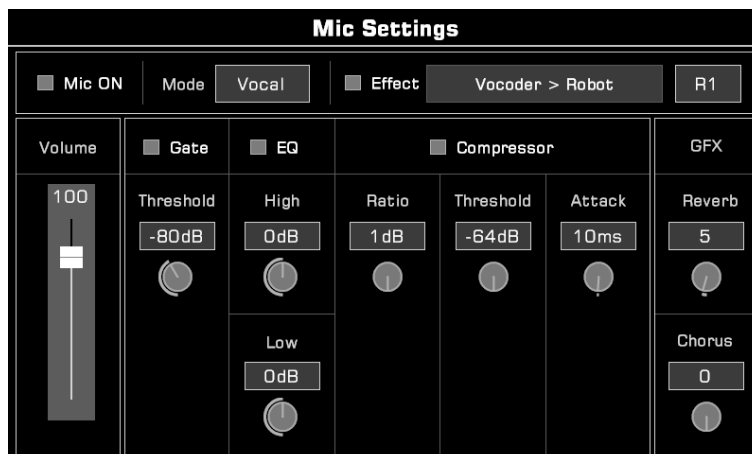 Mic Settings
Mic ON Mode Vocal Effect Vocoder > Robot R1
Volume Gate EQ Compressor GFX
100 Threshold High Ratio Threshold Attack Reverb
-80dB 0dB 1dB -64dB 10ms 5
Low Chorus
0dB 0